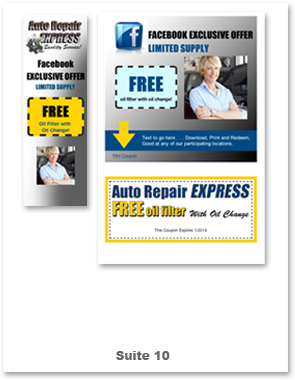 Auto Repair
EXPRESS
Quality Service!
Facebook
EXCLUSIVE OFFER
LIMITED SUPPLY
FREE
Oil Filter with
Oil Change!
FACEBOOK EXCLUSIVE OFFER
LIMITED SUPPLY
FREE
oil filter with oil change!
Text to go here . . . Download, Print and Redeem;
Good at any of our participating locations.
Print Coupon!
Auto Repair EXPRESS
FREE oil filter With Oil Change
This Coupon Expires 1/2014
Suite 10